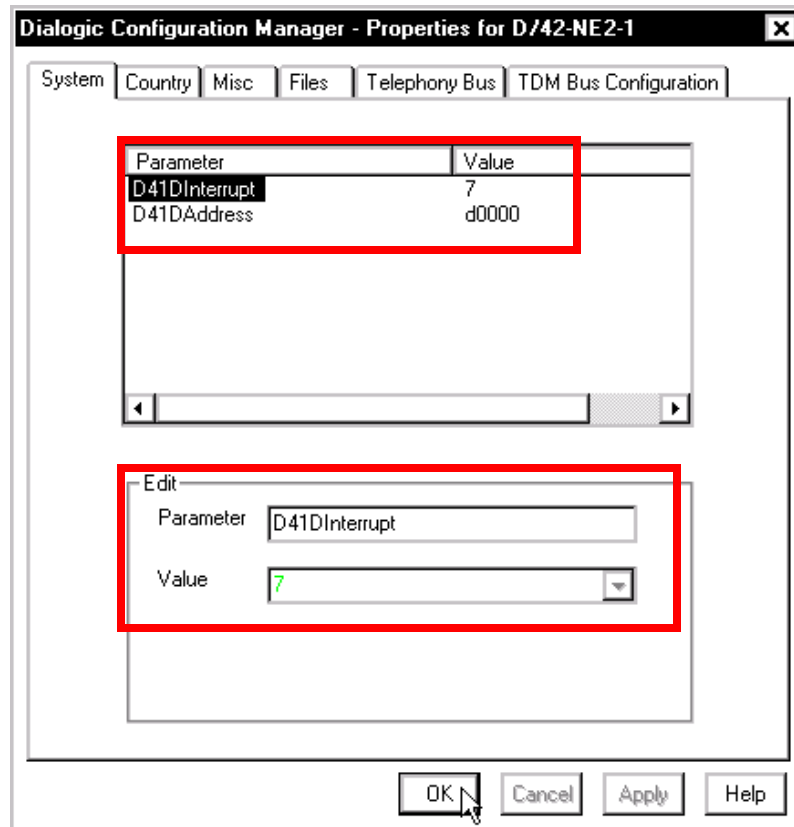 Dialogic Configuration Manager - Properties for D/42-NE2-1
System Country Misc Files Telephony Bus TDM Bus Configuration
Parameter Value
D41DInterrupt 7
D41DAddress d0000
Edit
Parameter D41DInterrupt
Value 7
OK Cancel Apply Help